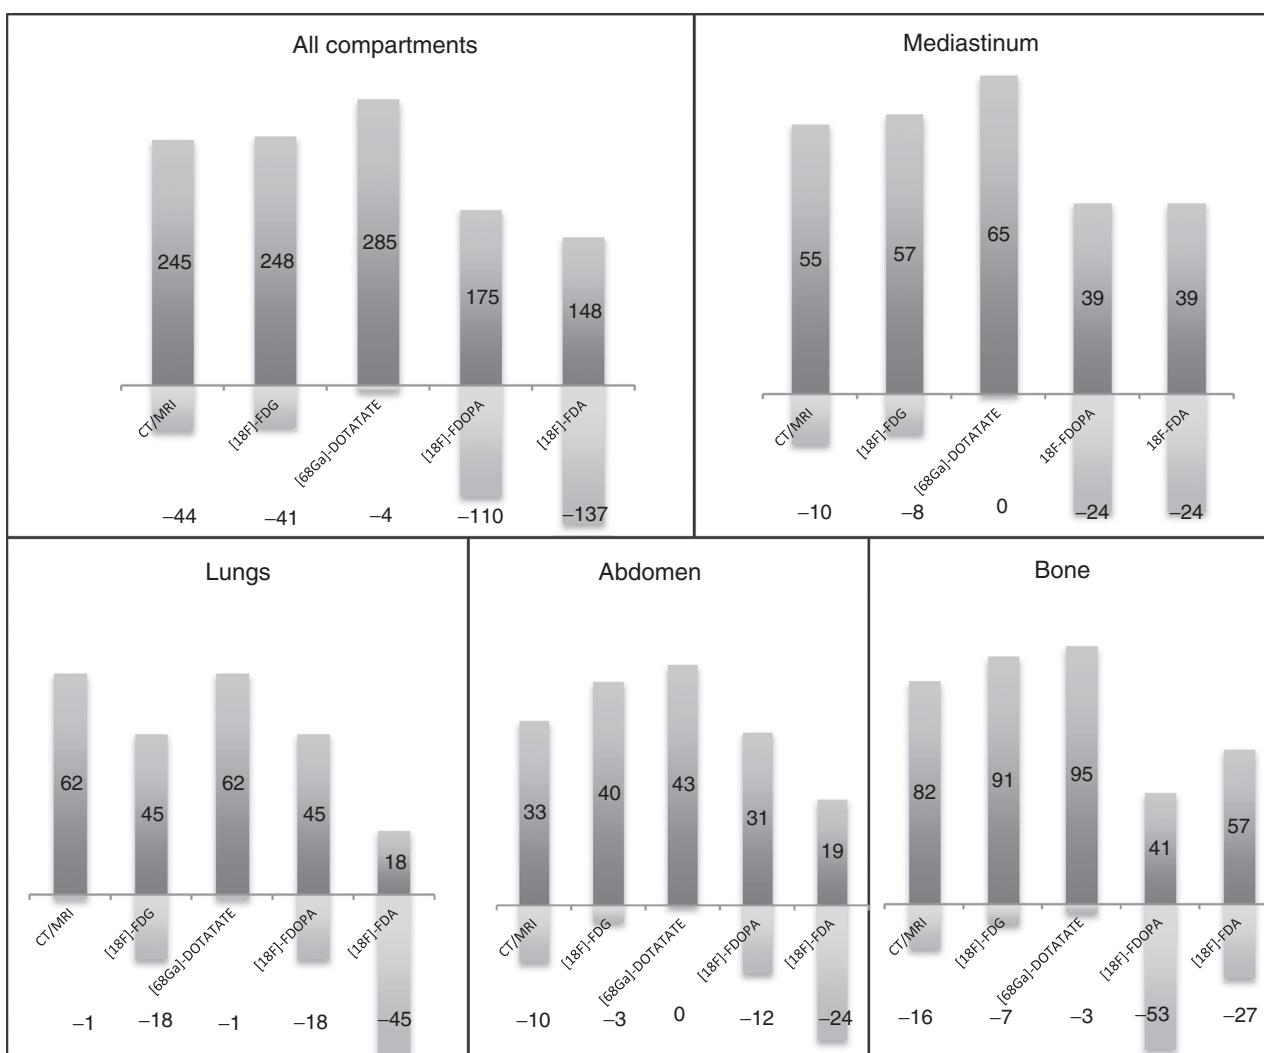 All compartments
245
248
285
175
148
CT/MRI
[18F]-FDG
[68Ga]-DOTATATE
[18F]-FDOPA
[18F]-FDA
–44
–41
–4
–110
–137
Mediastinum
55
57
65
39
39
CT/MRI
[18F]-FDG
[68Ga]-DOTATATE
18F-FDOPA
18F-FDA
–10
–8
0
–24
–24
Lungs
62
45
62
45
18
CT/MRI
[18F]-FDG
[68Ga]-DOTATATE
[18F]-FDOPA
[18F]-FDA
–1
–18
–1
–18
–45
Abdomen
33
40
43
31
19
CT/MRI
[18F]-FDG
[68Ga]-DOTATATE
[18F]-FDOPA
[18F]-FDA
–10
–3
0
–12
–24
Bone
82
91
95
41
57
CT/MRI
[18F]-FDG
[68Ga]-DOTATATE
[18F]-FDOPA
[18F]-FDA
–16
–7
–3
–53
–27